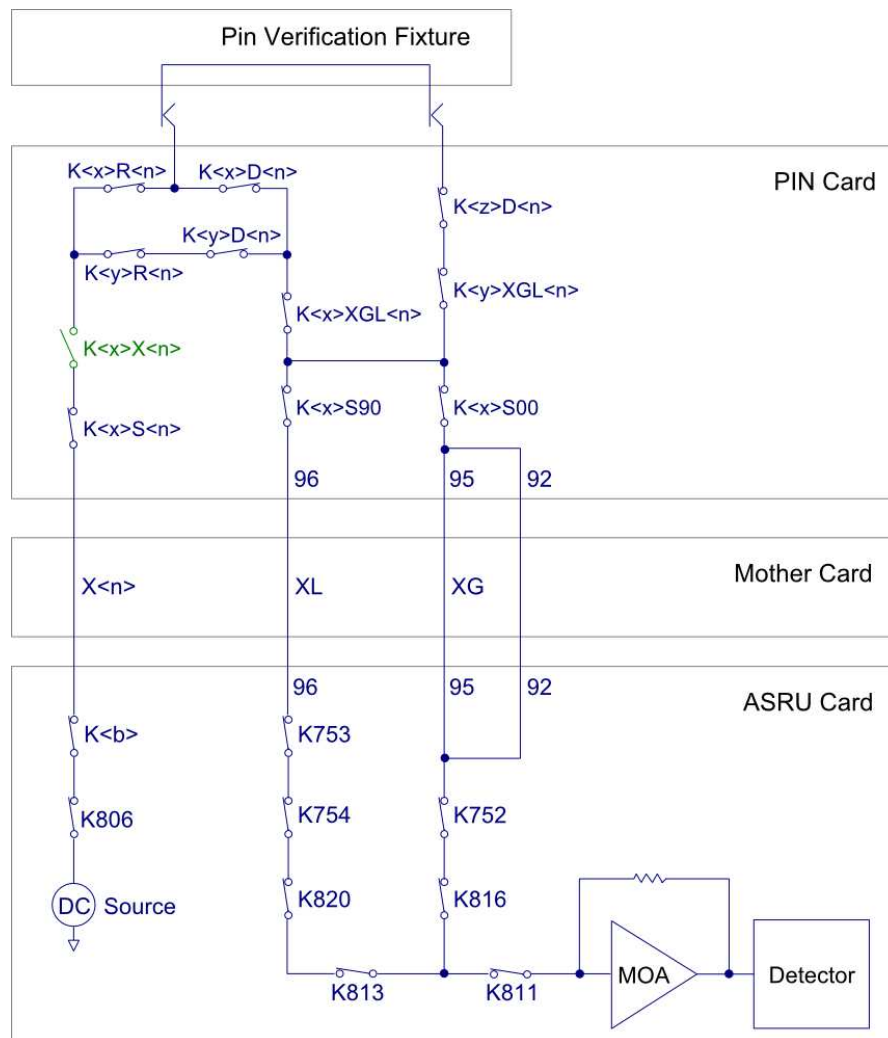 Pin Verification Fixture
PIN Card
K<x>R<n>
K<x>D<n>
K<z>D<n>
K<y>D<n>
K<y>R<n>
K<y>XGL<n>
K<x>XGL<n>
K<x>X<n>
K<x>S<n>
K<x>S90
K<x>S00
96
95
92
Mother Card
X<n>
XL
XG
ASRU Card
96
95
92
K<b>
K753
K806
K754
K752
DC
Source
K820
K816
K813
K811
MOA
Detector